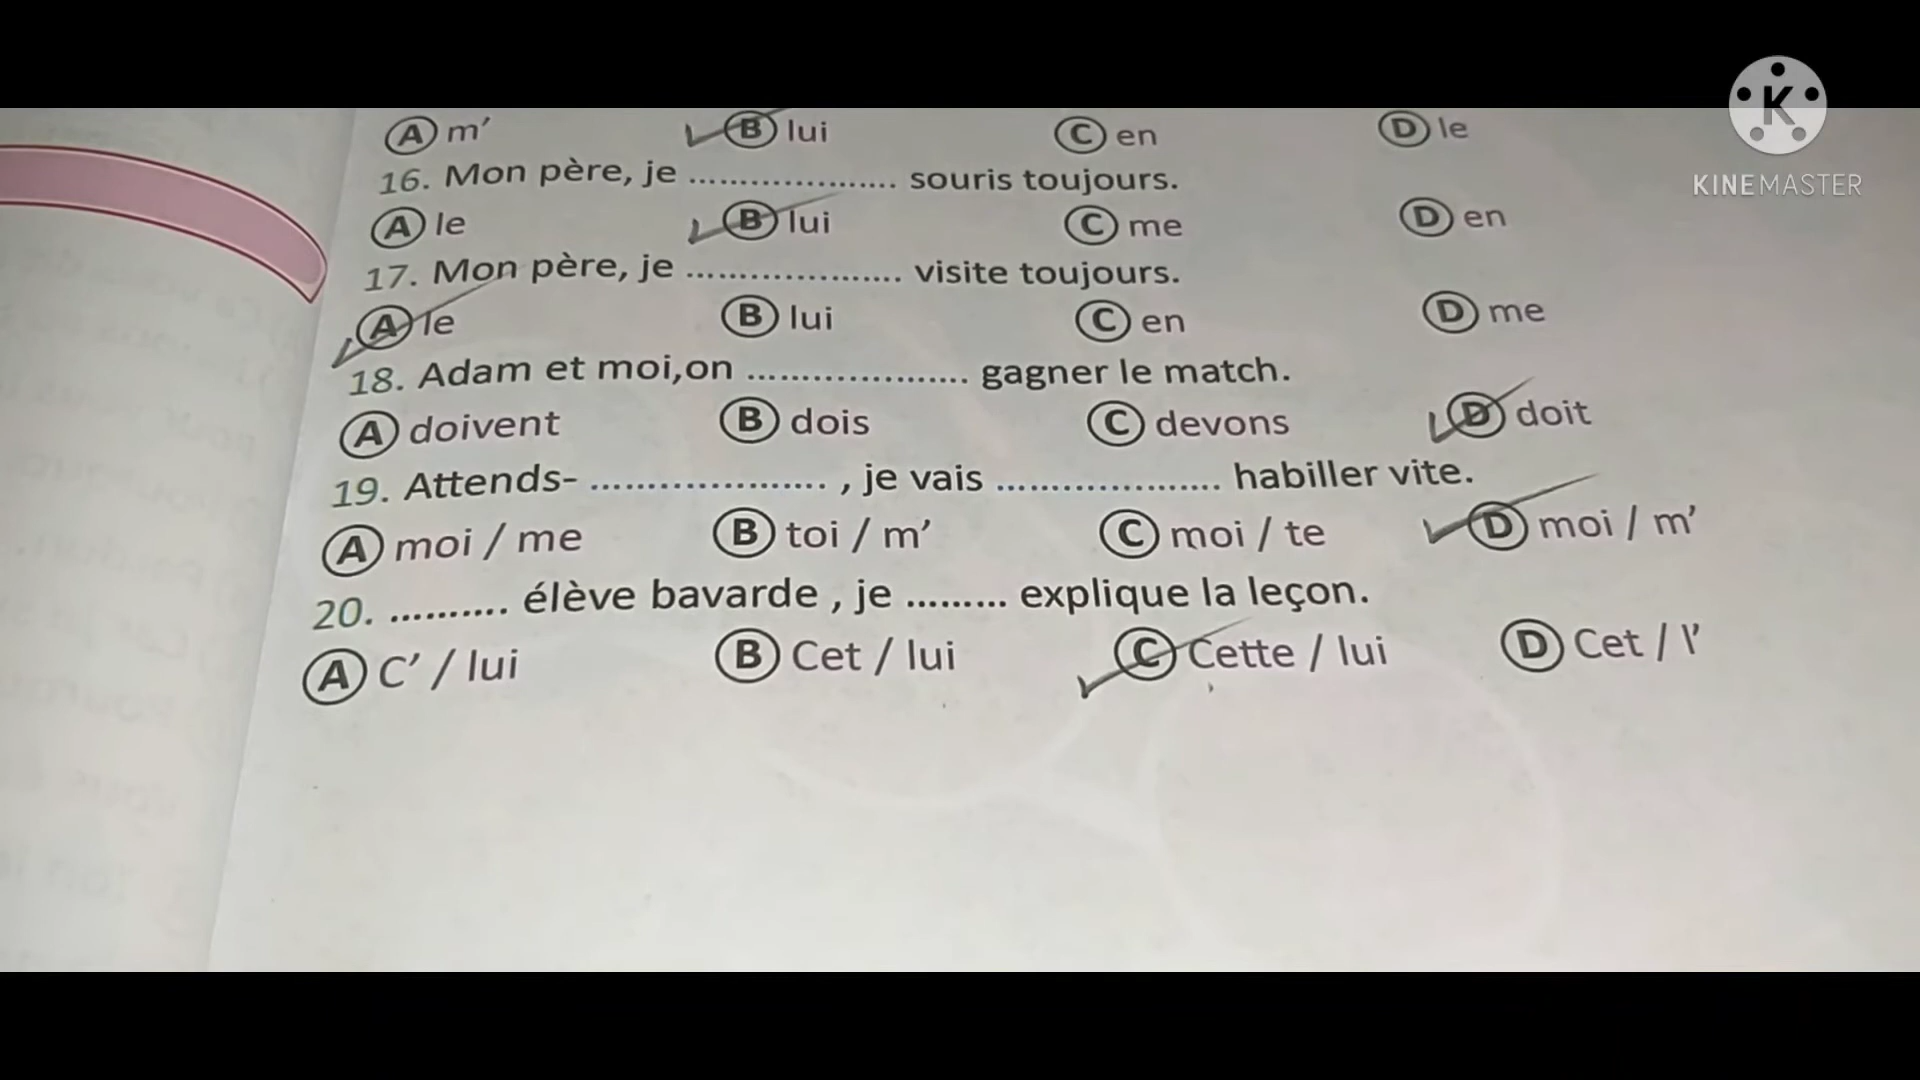 KINEMASTER
A m’ B lui C en D le
16. Mon père, je .................... souris toujours.
A le B lui C me D en
17. Mon père, je .................... visite toujours.
A le B lui C en D me
18. Adam et moi,on .................... gagner le match.
A doivent B dois C devons D doit
19. Attends- .................... , je vais .................... habiller vite.
A moi / me B toi / m’ C moi / te D moi / m’
20. .......... élève bavarde , je ......... explique la leçon.
A C’ / lui B Cet / lui C Cette / lui D Cet / l’